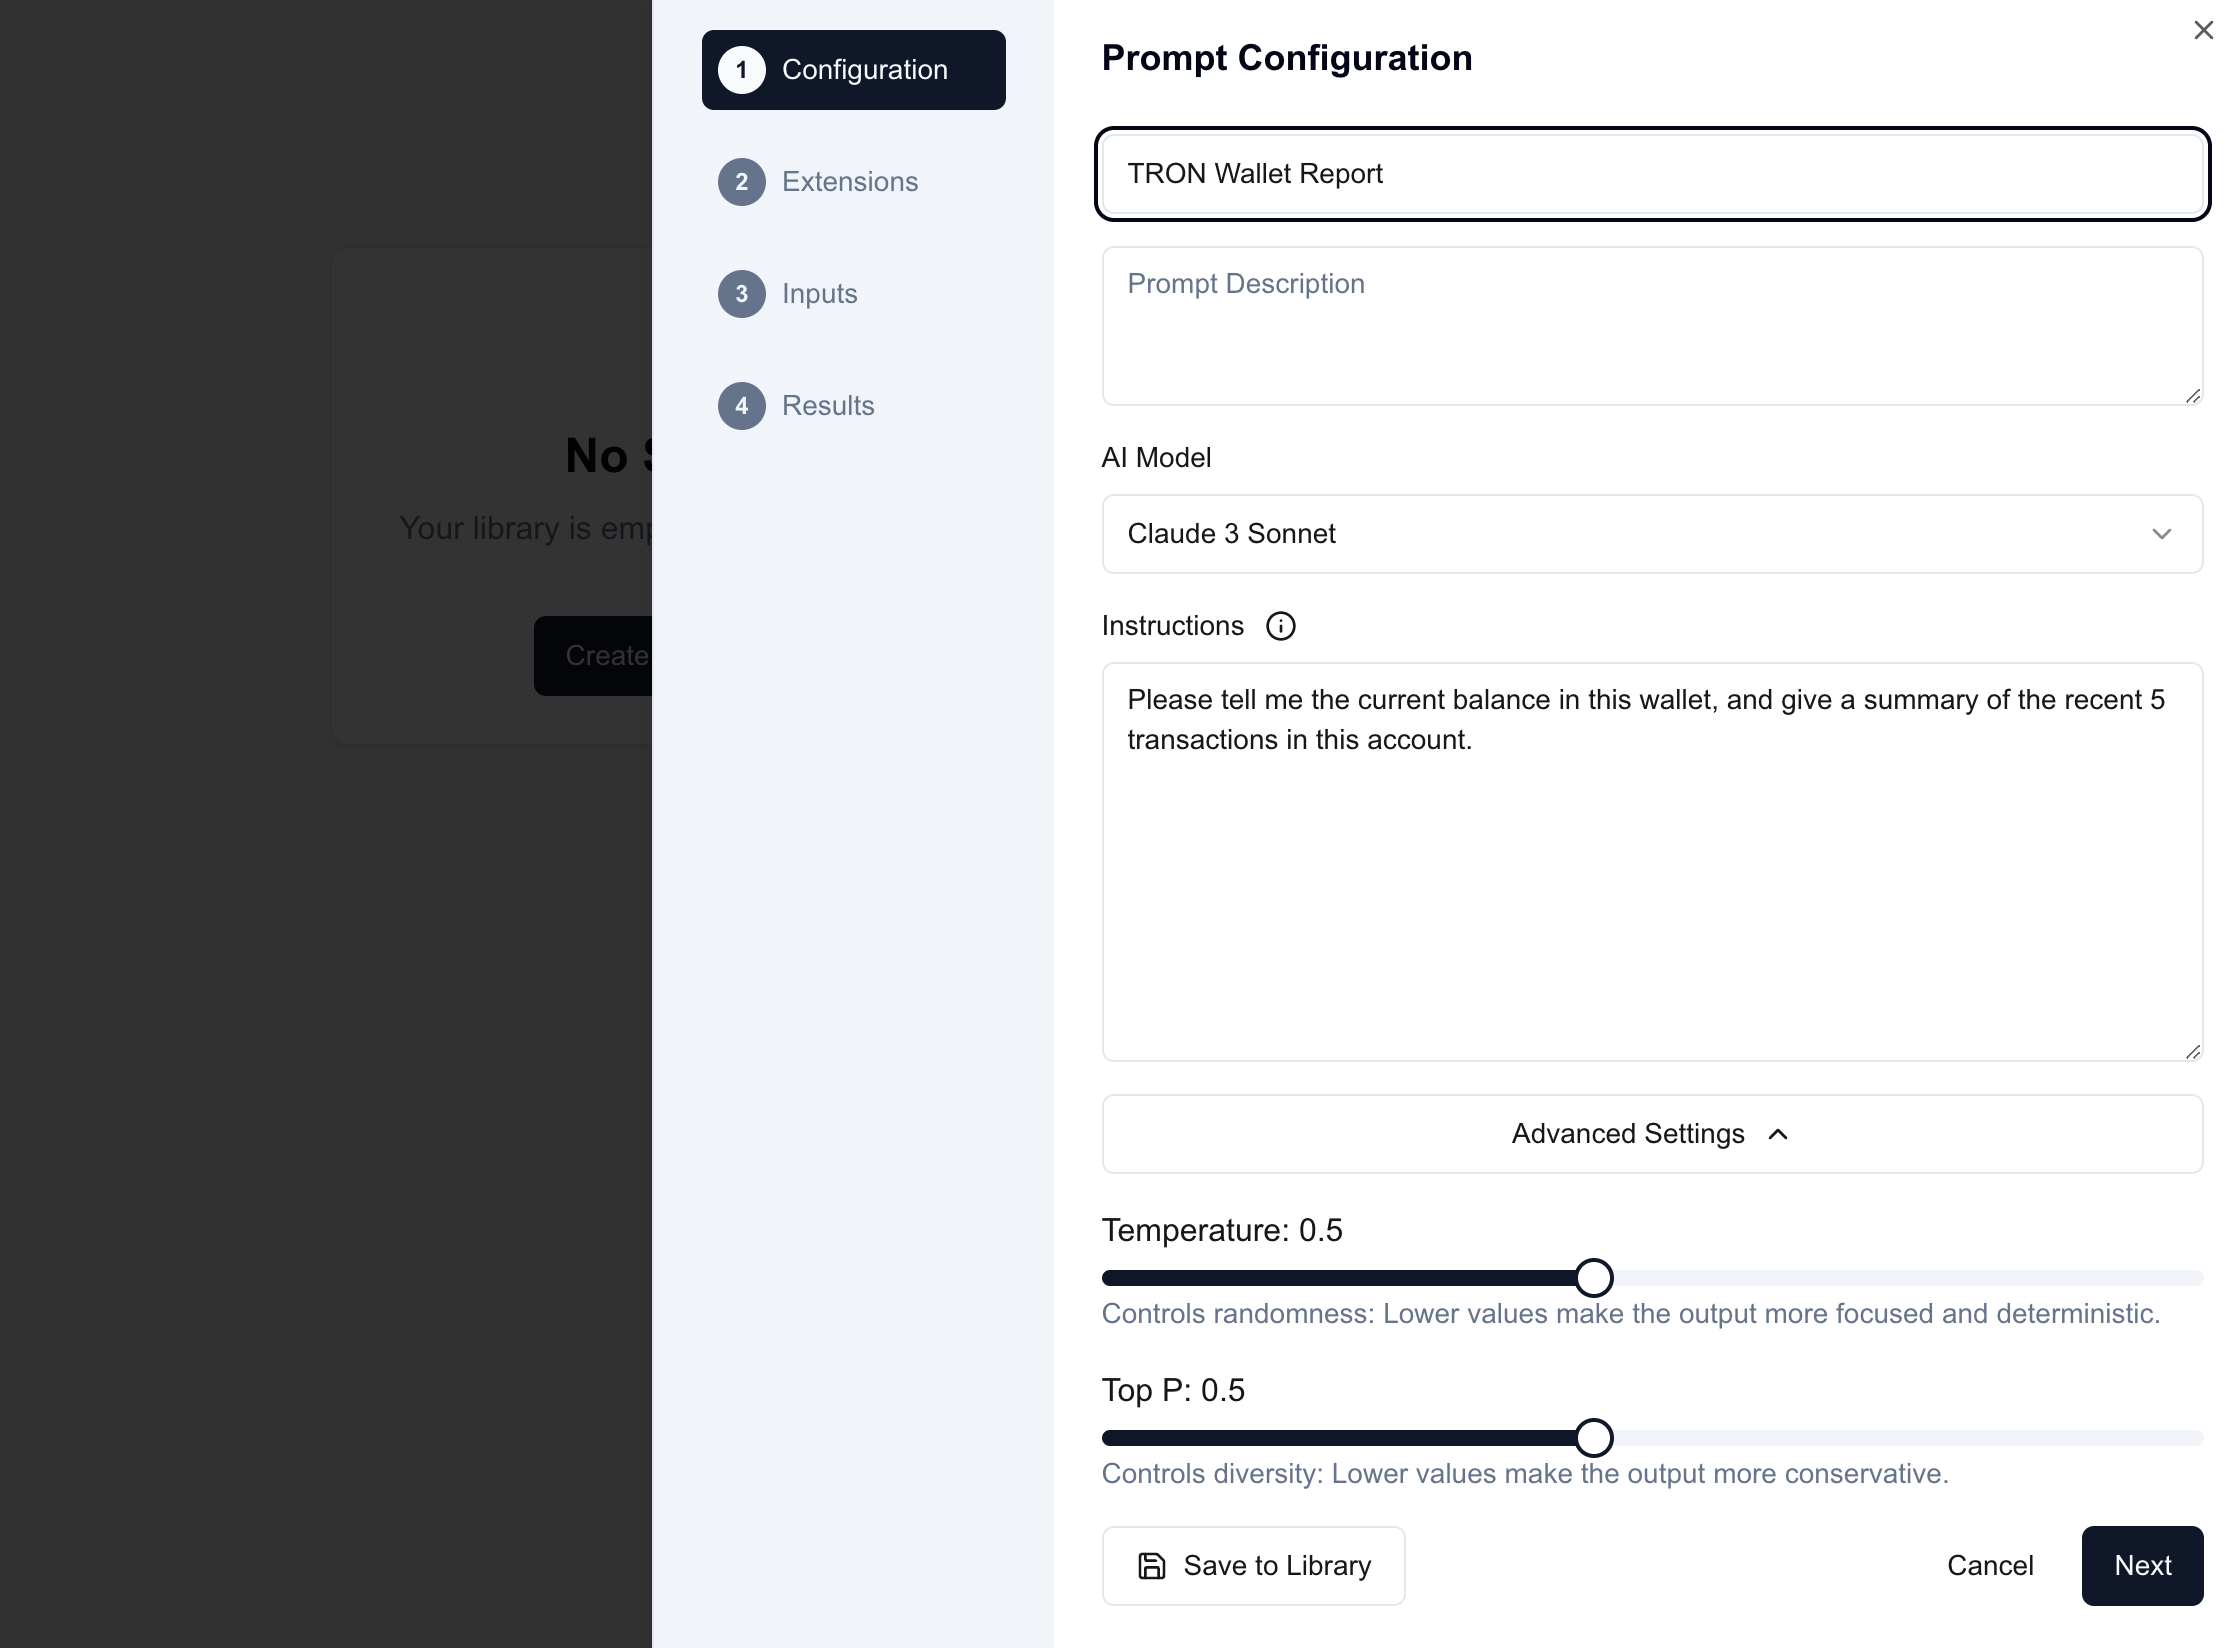 1 Configuration
2 Extensions
3 Inputs
4 Results
No
Your library is
Create
Prompt Configuration
TRON Wallet Report
Prompt Description
AI Model
Claude 3 Sonnet
Instructions
Please tell me the current balance in this wallet, and give a summary of the recent 5
transactions in this account.
Advanced Settings
Temperature: 0.5
Controls randomness: Lower values make the output more focused and deterministic.
Top P: 0.5
Controls diversity: Lower values make the output more conservative.
Save to Library
Cancel
Next